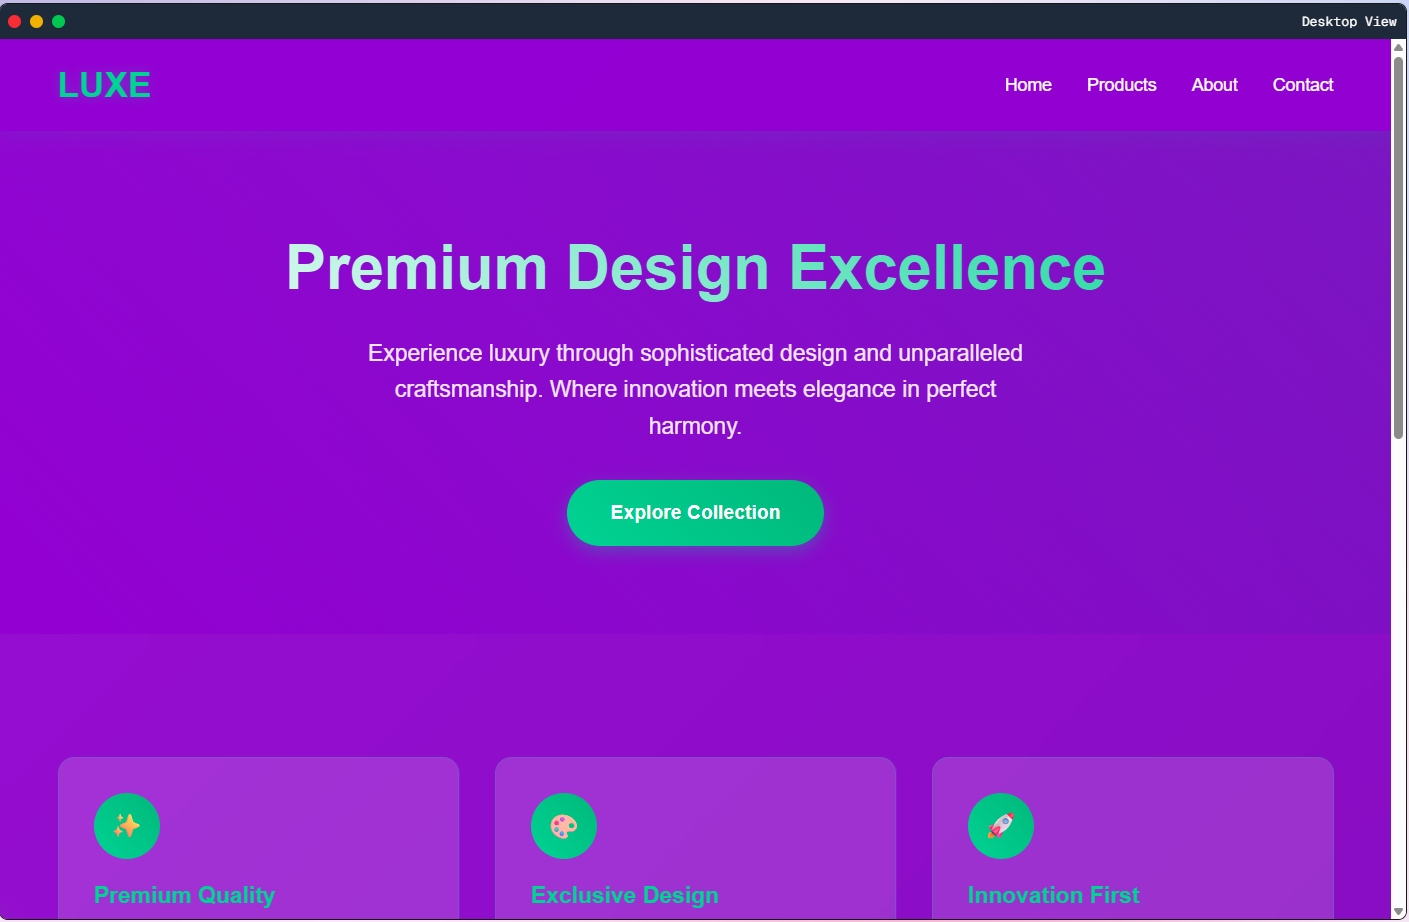 Desktop View
LUXE
Home Products About Contact
Premium Design Excellence
Experience luxury through sophisticated design and unparalleled
craftsmanship. Where innovation meets elegance in perfect
harmony.
Explore Collection
Premium Quality
Exclusive Design
Innovation First